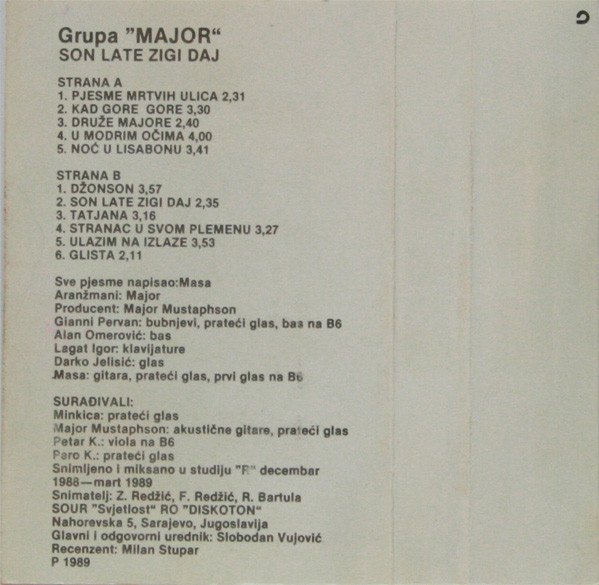 Grupa ”MAJOR“
SON LATE ZIGI DAJ
STRANA A
1. PJESME MRTVIH ULICA 2,31
2. KAD GORE GORE 3,30
3. DRUŽE MAJORE 2,40
4. U MODRIM OČIMA 4,00
5. NOĆ U LISABONU 3,41
STRANA B
1. DŽONSON 3,57
2. SON LATE ZIGI DAJ 2,35
3. TATJANA 3,16
4. STRANAC U SVOM PLEMENU 3,27
5. ULAZIM NA IZLAZE 3,53
6. GLISTA 2,11
Sve pjesme napisao:Masa
Aranžmani: Major
Producent: Major Mustaphson
Gianni Pervan: bubnjevi, prateći glas, bas na B6
Alan Omerović: bas
Lagat Igor: klavijature
Darko Jelisić: glas
Masa: gitara, prateći glas, prvi glas na B6
SURAĐIVALI:
Minkica: prateći glas
Major Mustaphson: akustične gitare, prateći glas
Petar K.: viola na B6
Paro K.: prateći glas
Snimljeno i miksano u studiju ”R” decembar
1988—mart 1989
Snimatelj: Z. Redžić, F. Redžić, R. Bartula
SOUR ”Svjetlost“ RO ”DISKOTON“
Nahorevska 5, Sarajevo, Jugoslavija
Glavni i odgovorni urednik: Slobodan Vujović
Recenzent: Milan Stupar
P 1989